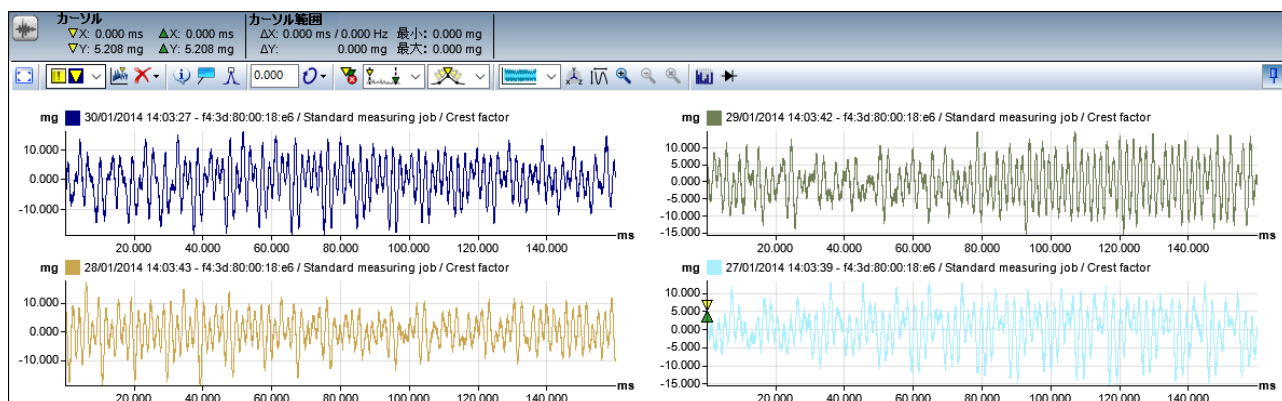 カーソル
▽X: 0.000 ms △X: 0.000 ms
▽Y: 5.208 mg △Y: 5.208 mg
カーソル範囲
ΔX: 0.000 ms / 0.000 Hz 最小: 0.000 mg
ΔY: 0.000 mg 最大: 0.000 mg
0.000
mg 30/01/2014 14:03:27 - f4:3d:80:00:18:e6 / Standard measuring job / Crest factor
10.000
0.000
-10.000
20.000 40.000 60.000 80.000 100.000 120.000 140.000 ms
mg 29/01/2014 14:03:42 - f4:3d:80:00:18:e6 / Standard measuring job / Crest factor
10.000
5.000
0.000
-5.000
-10.000
-15.000
20.000 40.000 60.000 80.000 100.000 120.000 140.000 ms
mg 28/01/2014 14:03:43 - f4:3d:80:00:18:e6 / Standard measuring job / Crest factor
10.000
0.000
-10.000
20.000 40.000 60.000 80.000 100.000 120.000 140.000 ms
mg 27/01/2014 14:03:39 - f4:3d:80:00:18:e6 / Standard measuring job / Crest factor
10.000
5.000
0.000
-5.000
-10.000
-15.000
20.000 40.000 60.000 80.000 100.000 120.000 140.000 ms